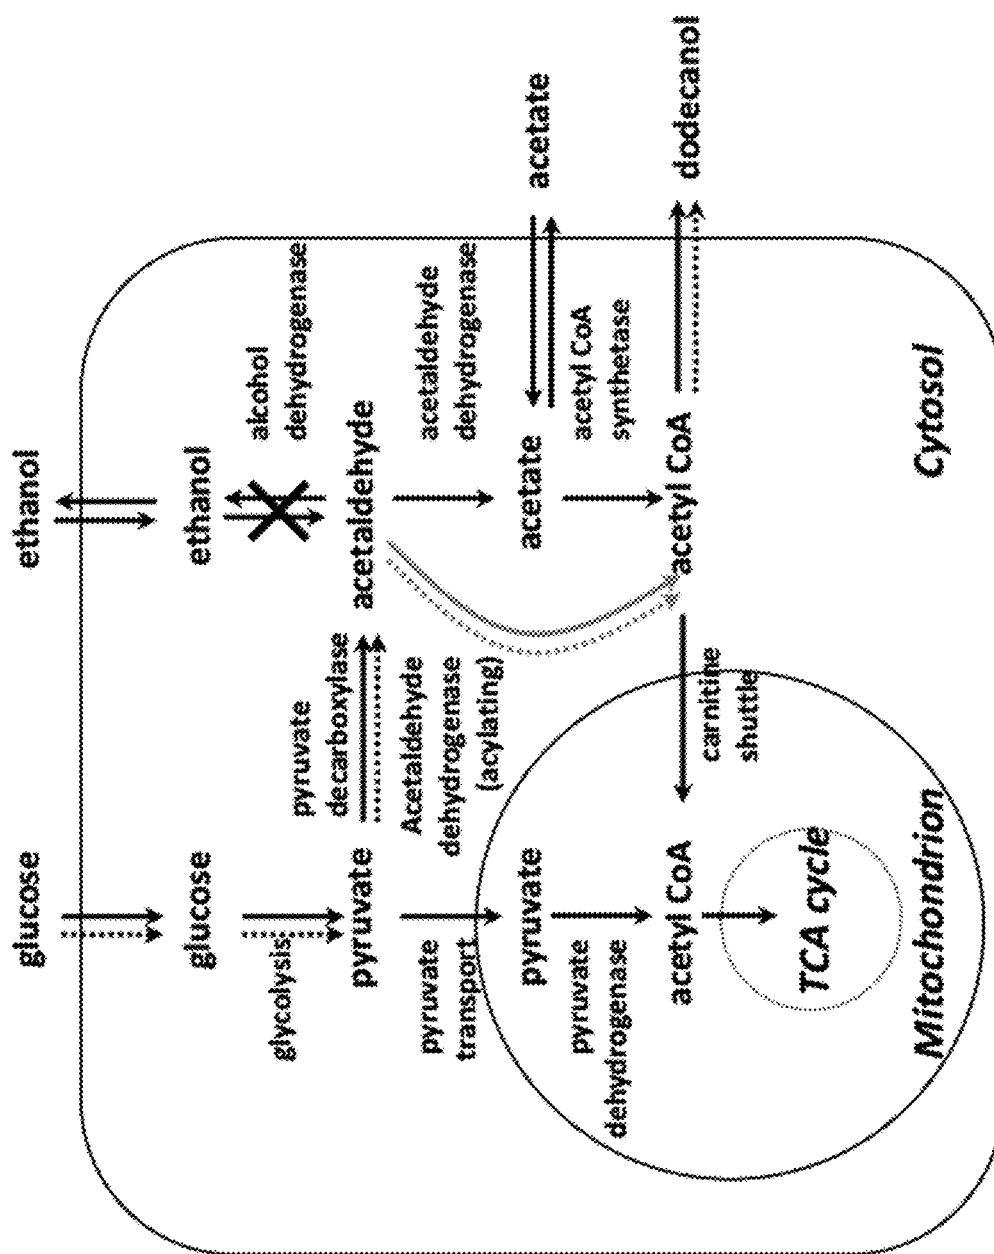 glucose
ethanol
glucose
ethanol
glycolysis
pyruvate
decarboxylase
alcohol
dehydrogenase
pyruvate
acetaldehyde
pyruvate
transport
Acetaldehyde
dehydrogenase
(acylating)
acetaldehyde
dehydrogenase
pyruvate
acetate
acetate
pyruvate
dehydrogenase
acetyl CoA
synthetase
acetyl CoA
acetyl CoA
dodecanol
carnitine
shuttle
TCA cycle
Mitochondrion
Cytosol